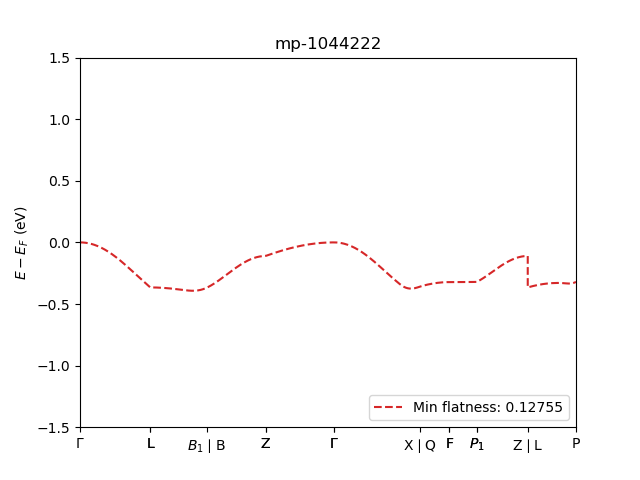 mp-1044222
1.5
1.0
0.5
0.0
−0.5
−1.0
−1.5
E − E_F (eV)
Min flatness: 0.12755
Γ L B₁ | B Z Γ X | Q F P₁ Z | L P